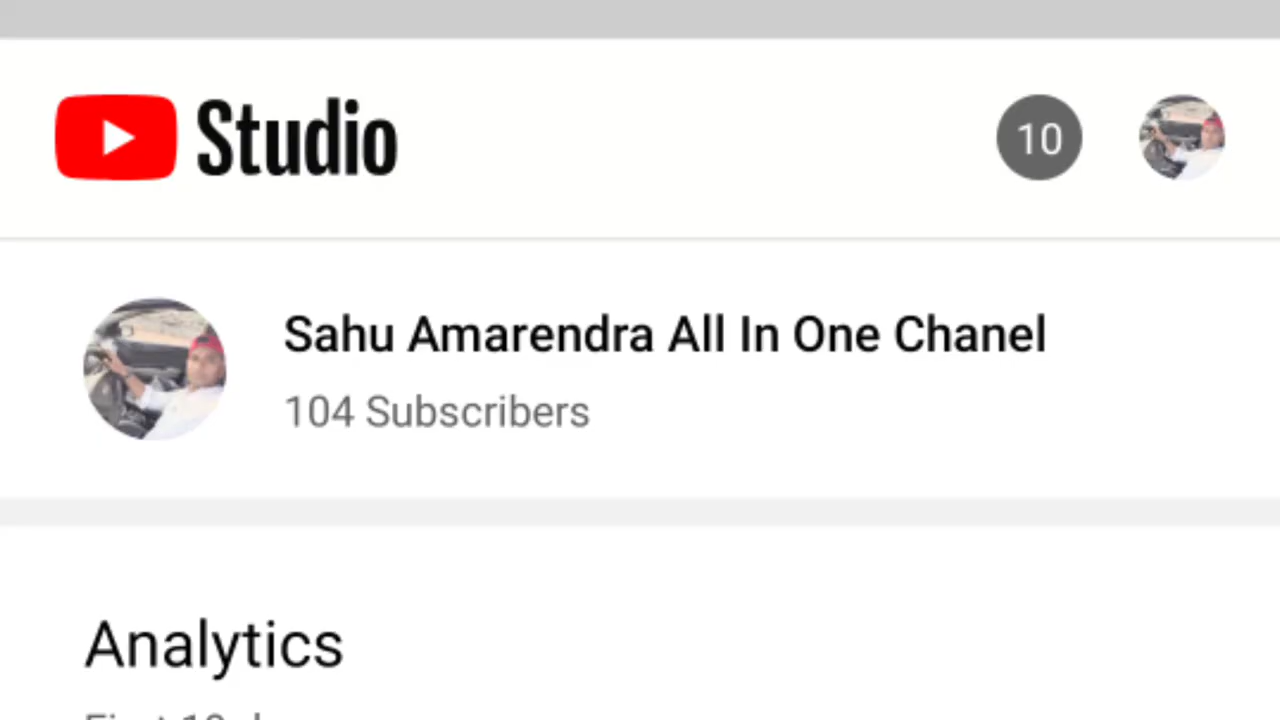 Studio
10
Sahu Amarendra All In One Chanel
104 Subscribers
Analytics